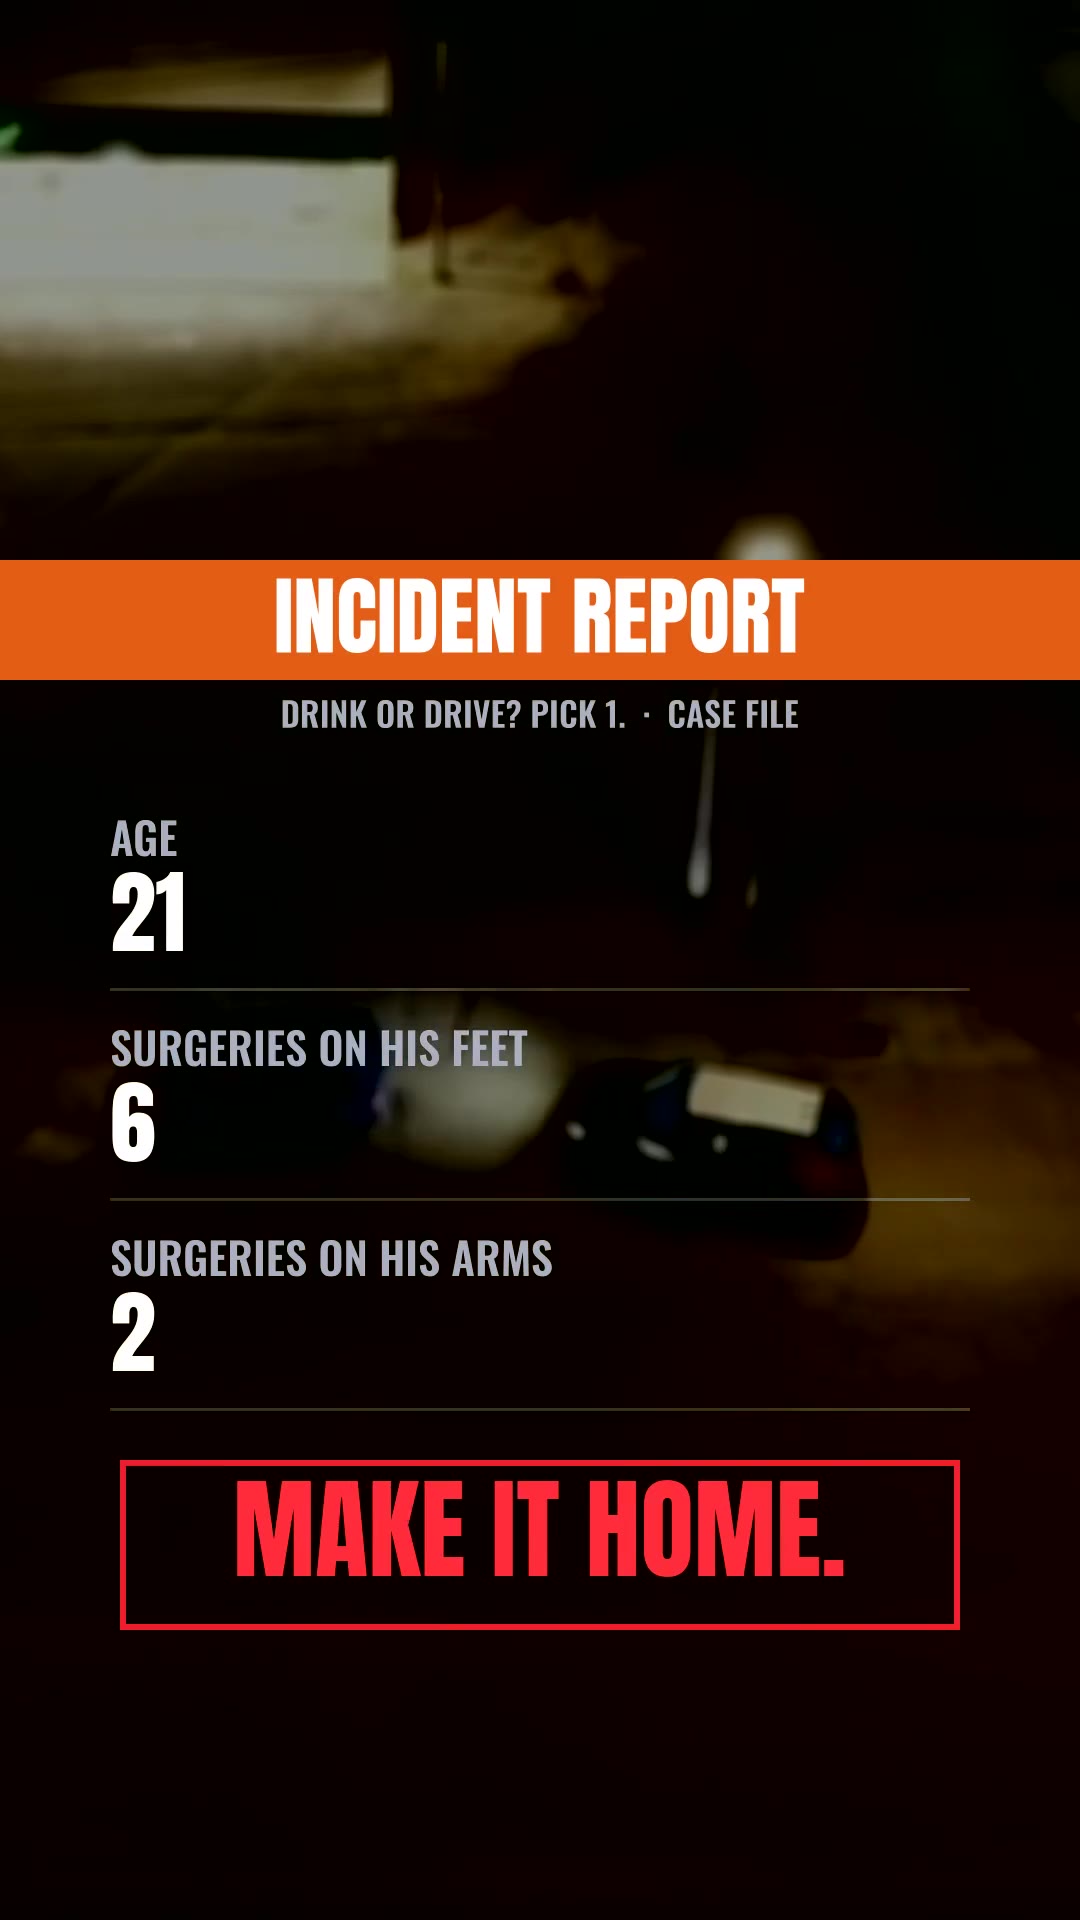 INCIDENT REPORT
DRINK OR DRIVE? PICK 1. · CASE FILE
AGE
21
SURGERIES ON HIS FEET
6
SURGERIES ON HIS ARMS
2
MAKE IT HOME.